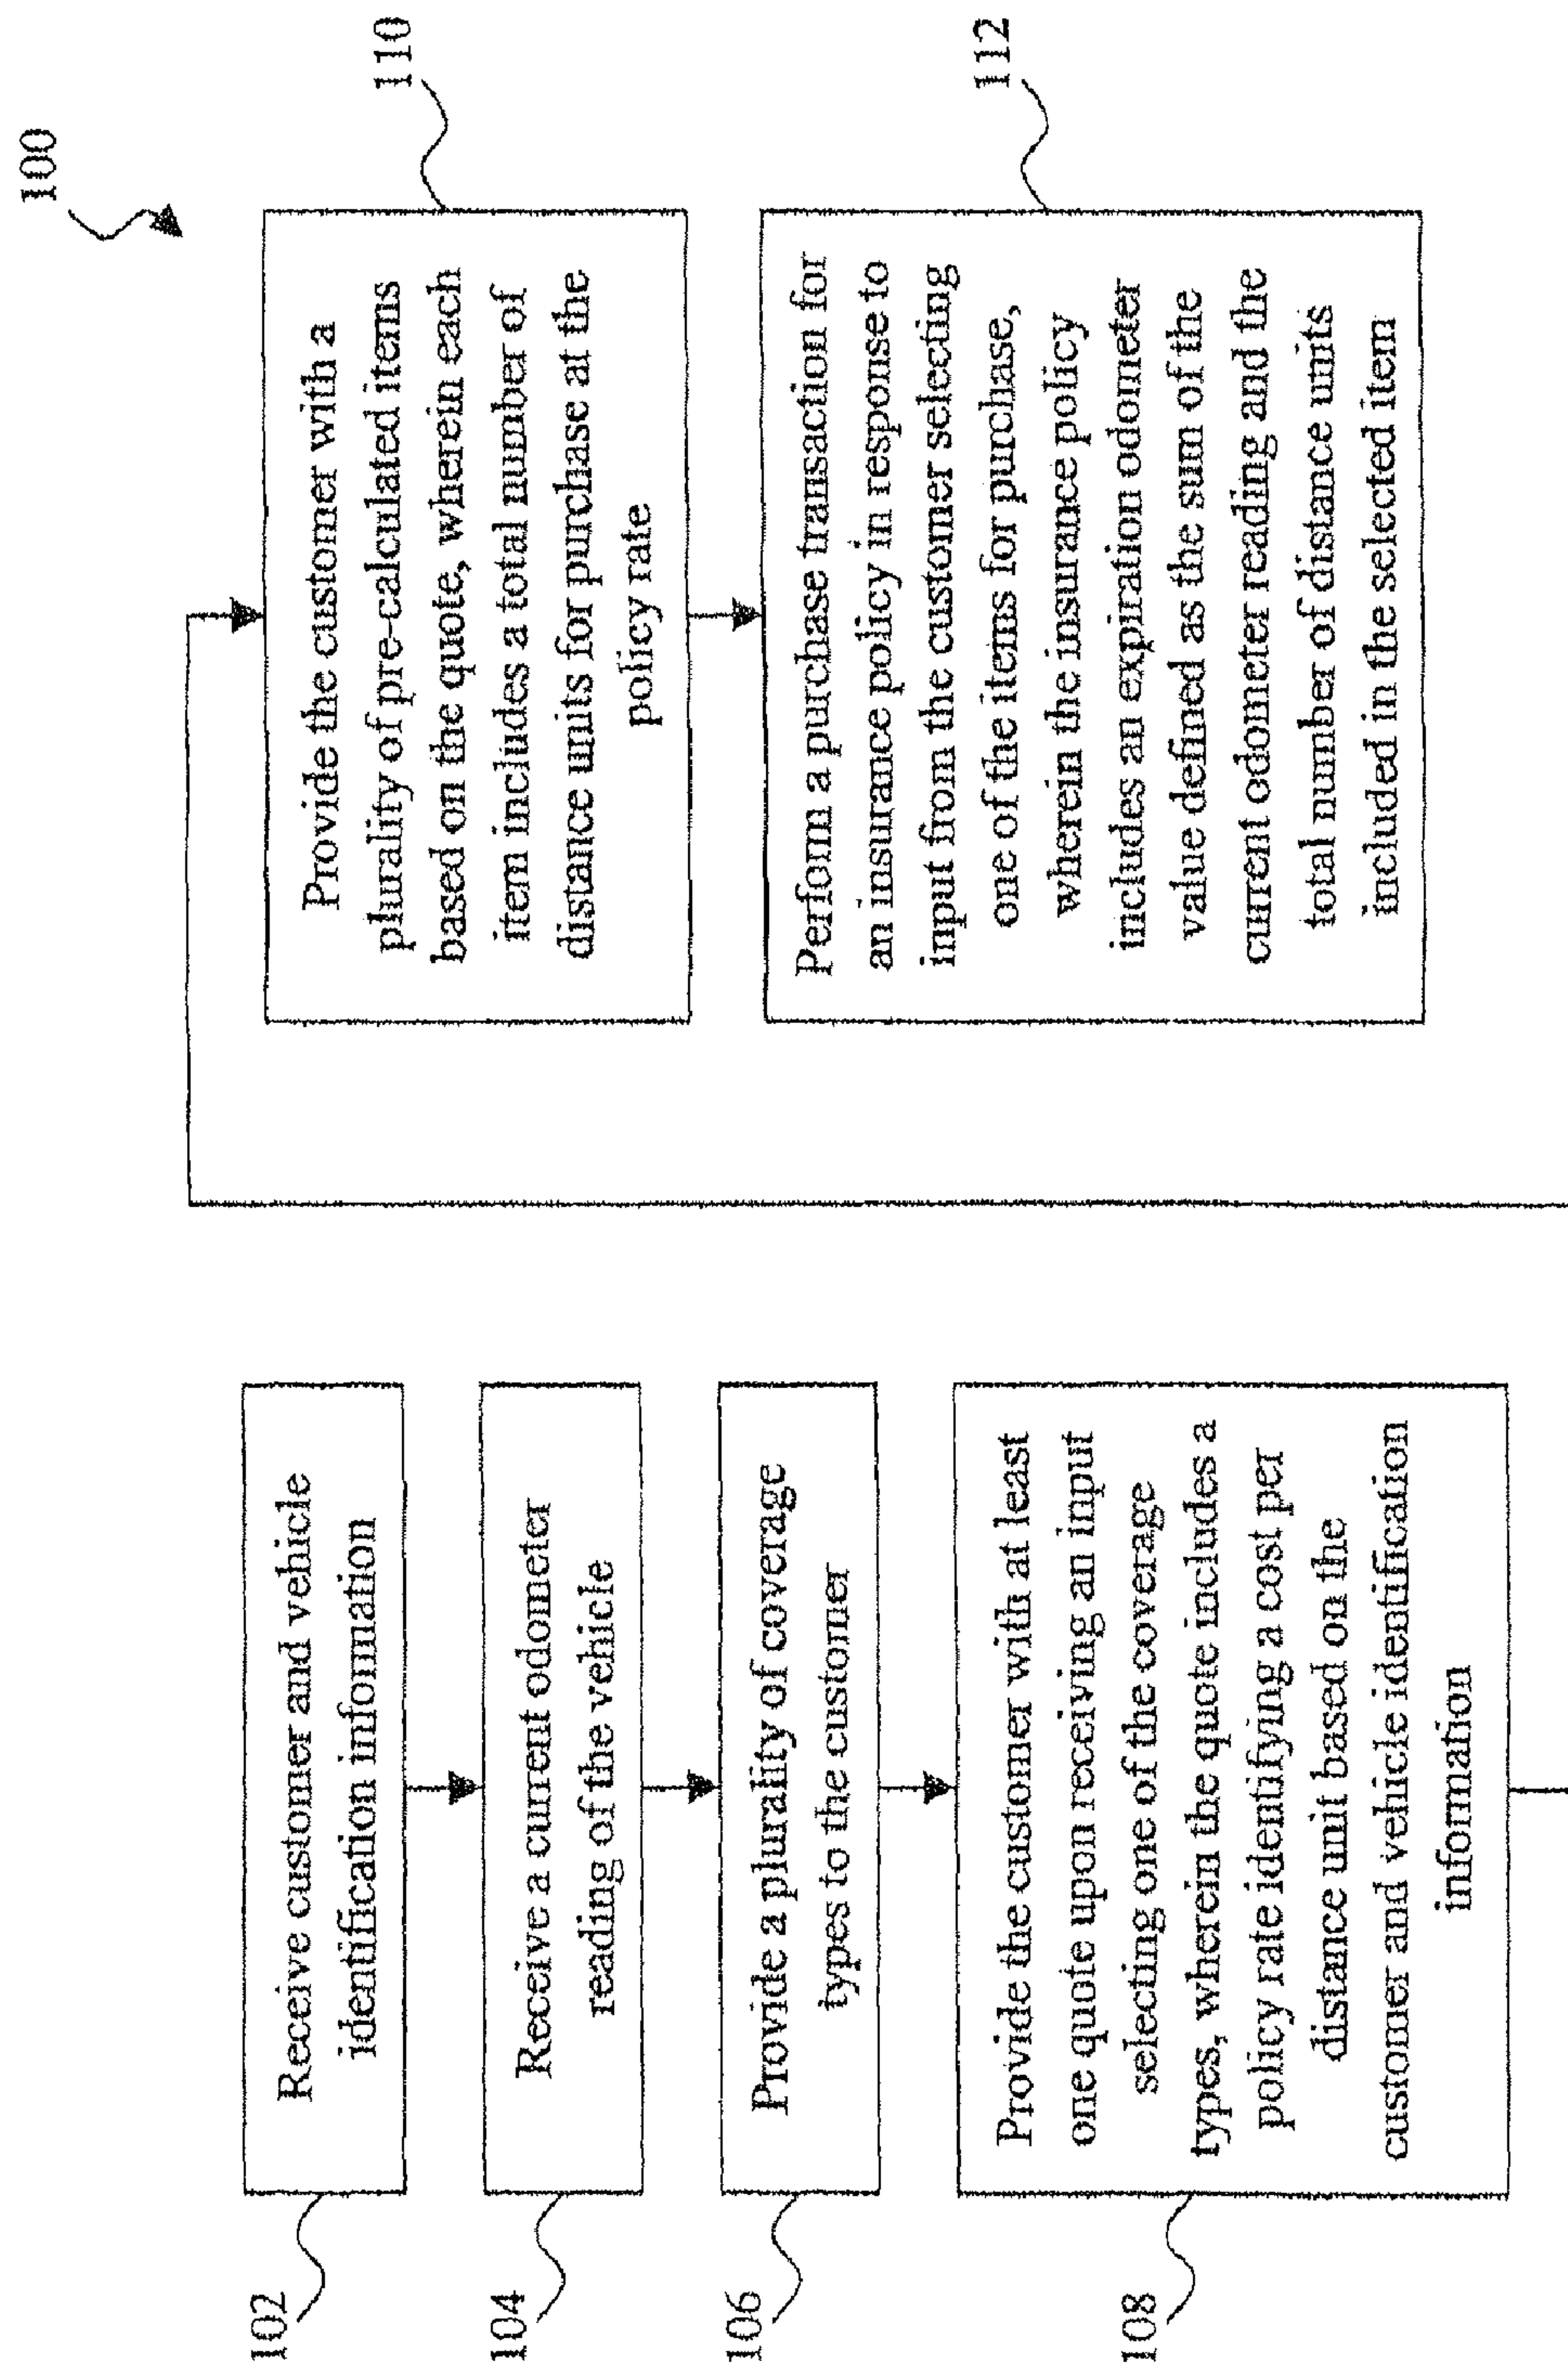 100
102
Receive customer and vehicle
identification information
104
Receive a current odometer
reading of the vehicle
106
Provide a plurality of coverage
types to the customer
108
Provide the customer with at least
one quote upon receiving an input
selecting one of the coverage
types, wherein the quote includes a
policy rate identifying a cost per
distance unit based on the
customer and vehicle identification
information
110
Provide the customer with a
plurality of pre-calculated items
based on the quote, wherein each
item includes a total number of
distance units for purchase at the
policy rate
112
Perform a purchase transaction for
an insurance policy in response to
input from the customer selecting
one of the items for purchase,
wherein the insurance policy
includes an expiration odometer
value defined as the sum of the
current odometer reading and the
total number of distance units
included in the selected item